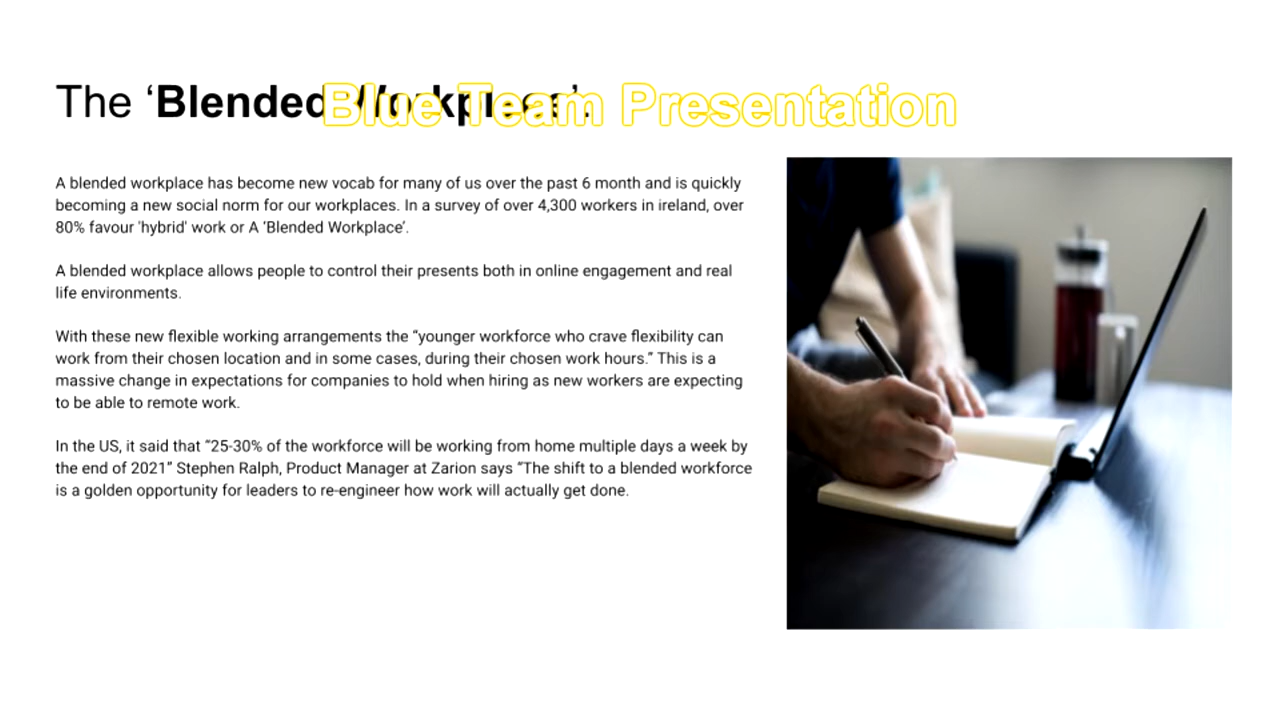 The ‘Blended Workplace’.
Blue Team Presentation
A blended workplace has become new vocab for many of us over the past 6 month and is quickly
becoming a new social norm for our workplaces. In a survey of over 4,300 workers in ireland, over
80% favour 'hybrid' work or A ‘Blended Workplace’.
A blended workplace allows people to control their presents both in online engagement and real
life environments.
With these new flexible working arrangements the “younger workforce who crave flexibility can
work from their chosen location and in some cases, during their chosen work hours.” This is a
massive change in expectations for companies to hold when hiring as new workers are expecting
to be able to remote work.
In the US, it said that “25-30% of the workforce will be working from home multiple days a week by
the end of 2021” Stephen Ralph, Product Manager at Zarion says “The shift to a blended workforce
is a golden opportunity for leaders to re-engineer how work will actually get done.